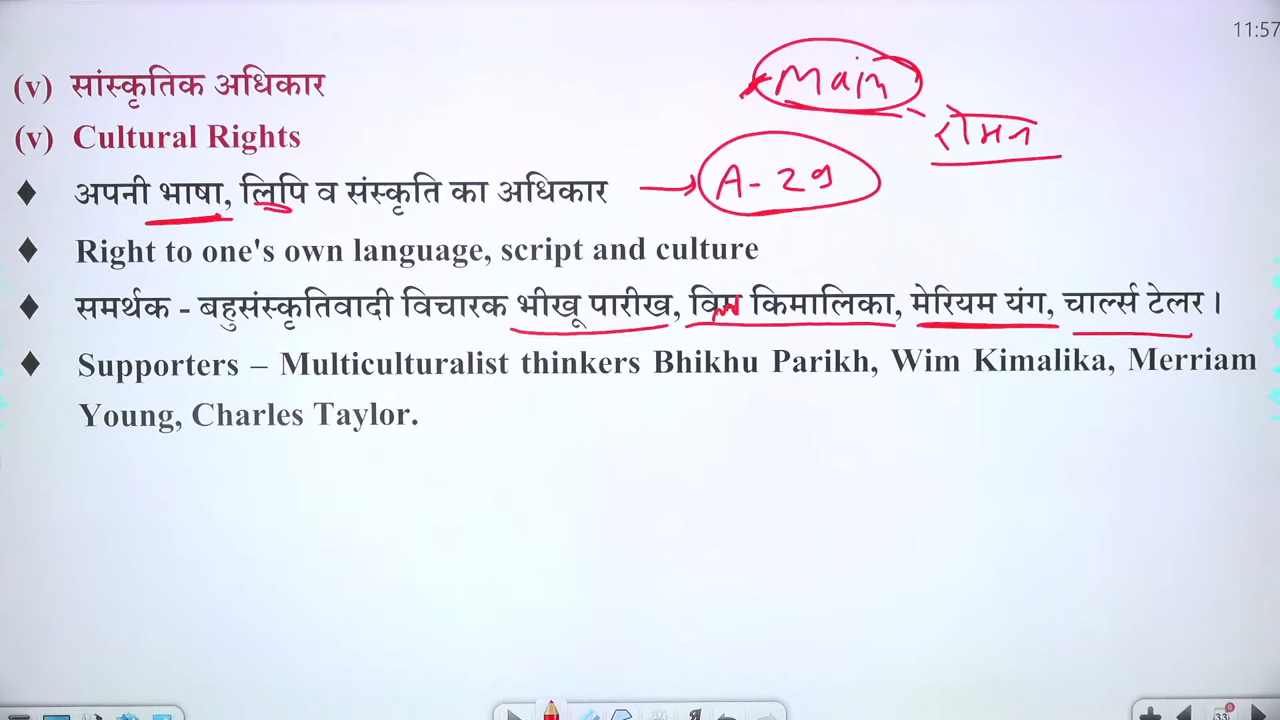 11:57
(v) सांस्कृतिक अधिकार
Main
(v) Cultural Rights
रोमन
♦ अपनी भाषा, लिपि व संस्कृति का अधिकार → A-29
♦ Right to one's own language, script and culture
♦ समर्थक - बहुसंस्कृतिवादी विचारक भीखू पारीख, विम किमालिका, मेरियम यंग, चार्ल्स टेलर।
♦ Supporters – Multiculturalist thinkers Bhikhu Parikh, Wim Kimalika, Merriam
Young, Charles Taylor.
33